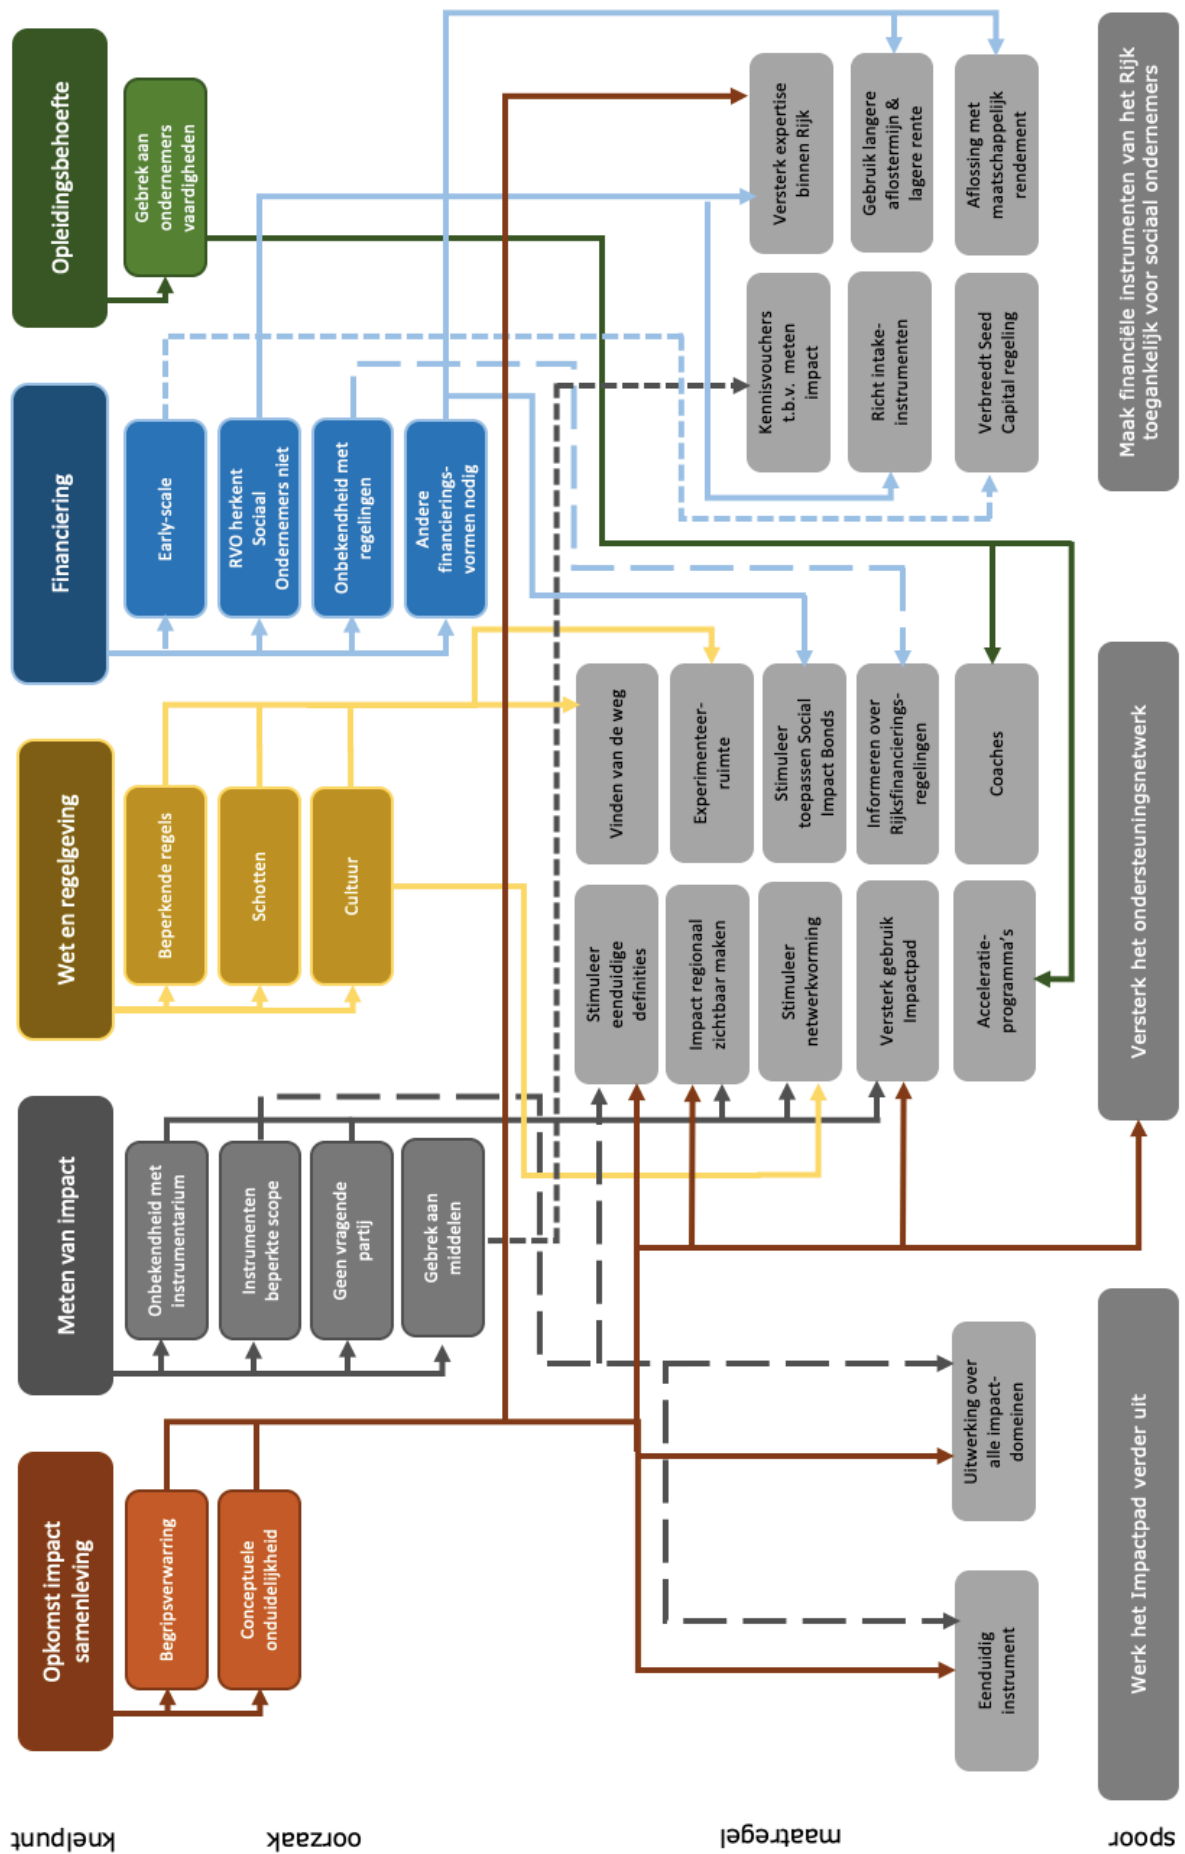 knelpunt
Opkomst impact
samenleving
Meten van impact
Wet en regelgeving
Financiering
Opleidingsbehoefte
oorzaak
Begripsverwarring
Conceptuele
onduidelijkheid
Onbekendheid met
instrumentarium
Instrumenten
beperkte scope
Geen vragende
partij
Gebrek aan
middelen
Beperkende regels
Schotten
Cultuur
Early-scale
RVO herkent
Sociaal
Ondernemers niet
Onbekendheid met
regelingen
Andere
financierings-
vormen nodig
Gebrek aan
ondernemers
vaardigheden
maatregel
Eenduidig
instrument
Uitwerking over
alle impact-
domeinen
Stimuleer
eenduidige
definities
Impact regionaal
zichtbaar maken
Stimuleer
netwerkvorming
Versterk gebruik
Impactpad
Acceleratie-
programma's
Vinden van de weg
Experimenteer-
ruimte
Stimuleer
toepassen Social
Impact Bonds
Informeren over
Rijksfinancierings-
regelingen
Coaches
Kennisvouchers
t.b.v. meten
impact
Richt intake-
instrumenten
Verbreedt Seed
Capital regeling
Versterk expertise
binnen Rijk
Gebruik langere
aflostermijn &
lagere rente
Aflossing met
maatschappelijk
rendement
spoor
Werk het Impactpad verder uit
Versterk het ondersteuningsnetwerk
Maak financiële instrumenten van het Rijk
toegankelijk voor sociaal ondernemers